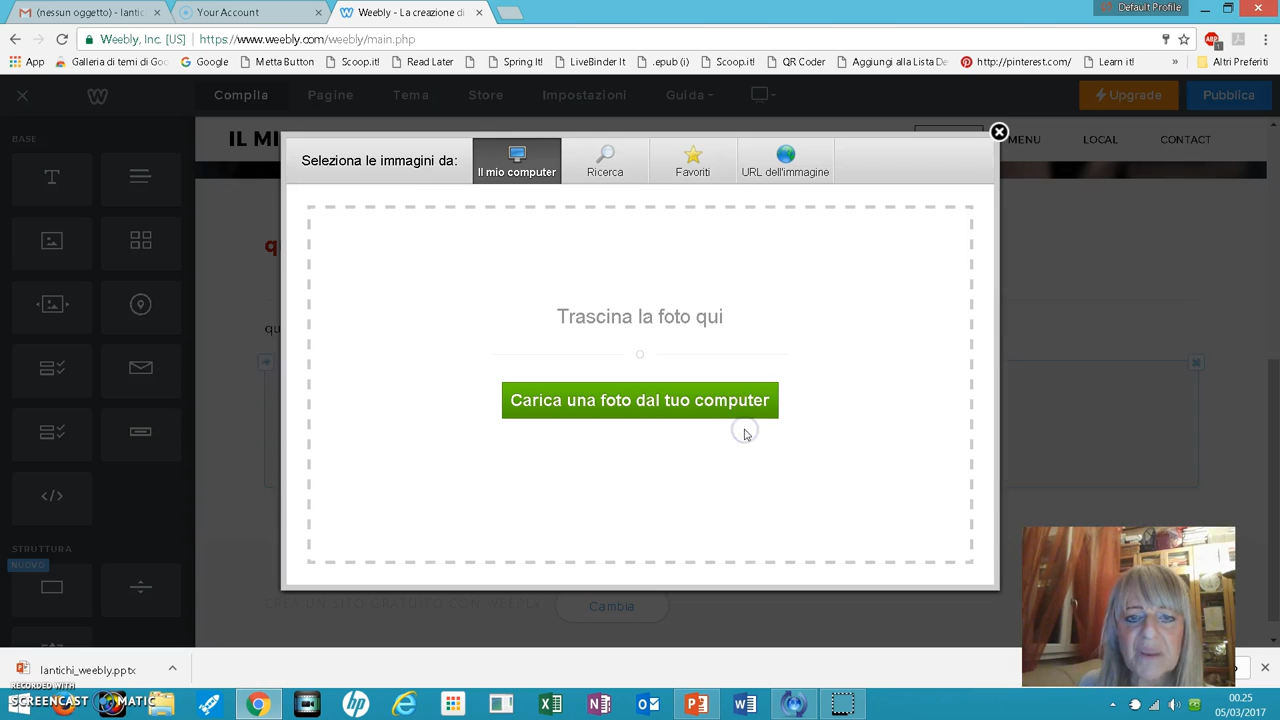 (nessun oggetto) - lantic
Your Account
Weebly - La creazione di
Default Profile
Weebly, Inc. [US]
https://www.weebly.com/weebly/main.php
App
Galleria di temi di Goo
Google
Metta Button
Scoop.it!
Read Later
Spring It!
LiveBinder It
.epub (i)
Scoop.it!
QR Coder
Aggiungi alla Lista De
http://pinterest.com/
Learn it!
»
Altri Preferiti
Compila
Pagine
Tema
Store
Impostazioni
Guida
Upgrade
Pubblica
BASE
IL MI
MENU
LOCAL
CONTACT
Seleziona le immagini da:
Il mio computer
Ricerca
Favoriti
URL dell'immagine
q
Trascina la foto qui
qu
O
Carica una foto dal tuo computer
STRUTTURA
NUOVO
CREA UN SITO GRATUITO CON WEEBLY
Cambia
lantichi_weebly.pptx
RECORDED WITH
SCREENCAST MATIC
00.25
05/03/2017